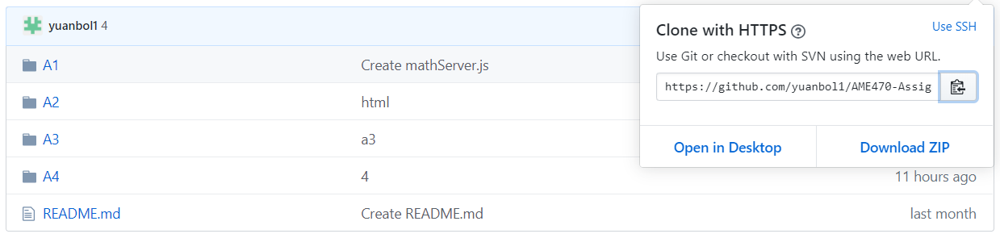 yuanbol1 4
A1 Create mathServer.js
A2 html
A3 a3
A4 4 11 hours ago
README.md Create README.md last month
Clone with HTTPS ? Use SSH
Use Git or checkout with SVN using the web URL.
https://github.com/yuanbol1/AME470-Assig
Open in Desktop Download ZIP